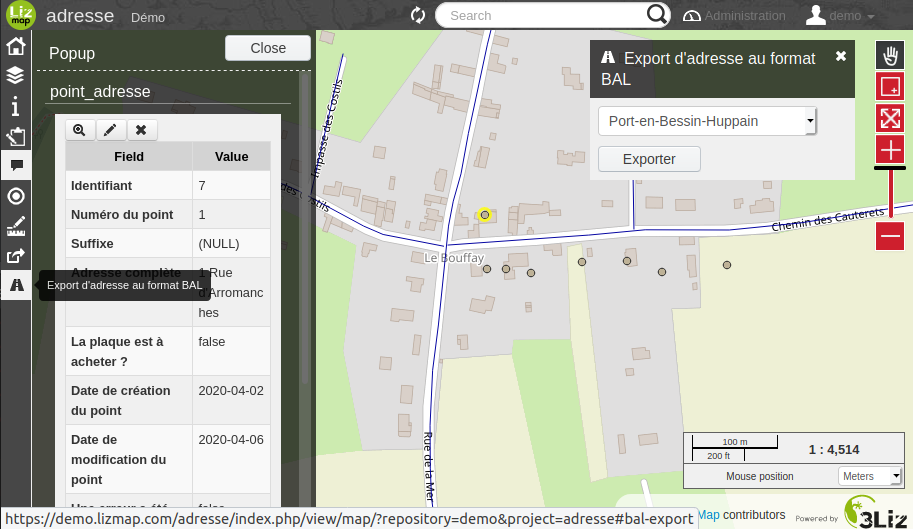 Liz
map
adresse Démo
Search
Administration
demo
Popup
Close
point_adresse
Field Value
Identifiant 7
Numéro du point 1
Suffixe (NULL)
Adresse complète 1 Rue
d'Arromanc
hes
Export d'adresse au format BAL
La plaque est à
acheter ?
false
Date de création
du point
2020-04-02
Date de
modification du
point
2020-04-06
Export d'adresse au format
BAL
Port-en-Bessin-Huppain
Exporter
Impasse des Costils
des Costils
Le Bouffay
Chemin des Cauterets
Rue de la Mer
100 m
200 ft
1 : 4,514
Mouse position
Meters
https://demo.lizmap.com/adresse/index.php/view/map/?repository=demo&project=adresse#bal-export
Map contributors
Powered by
3Liz